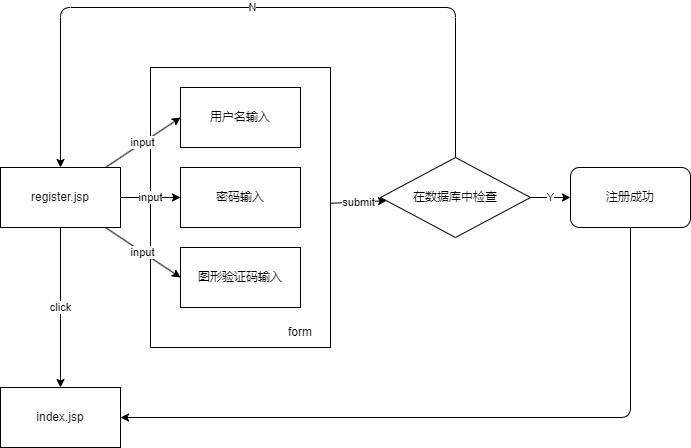 N
用户名输入
input
register.jsp
input
密码输入
submit
在数据库中检查
Y
注册成功
input
图形验证码输入
click
form
index.jsp